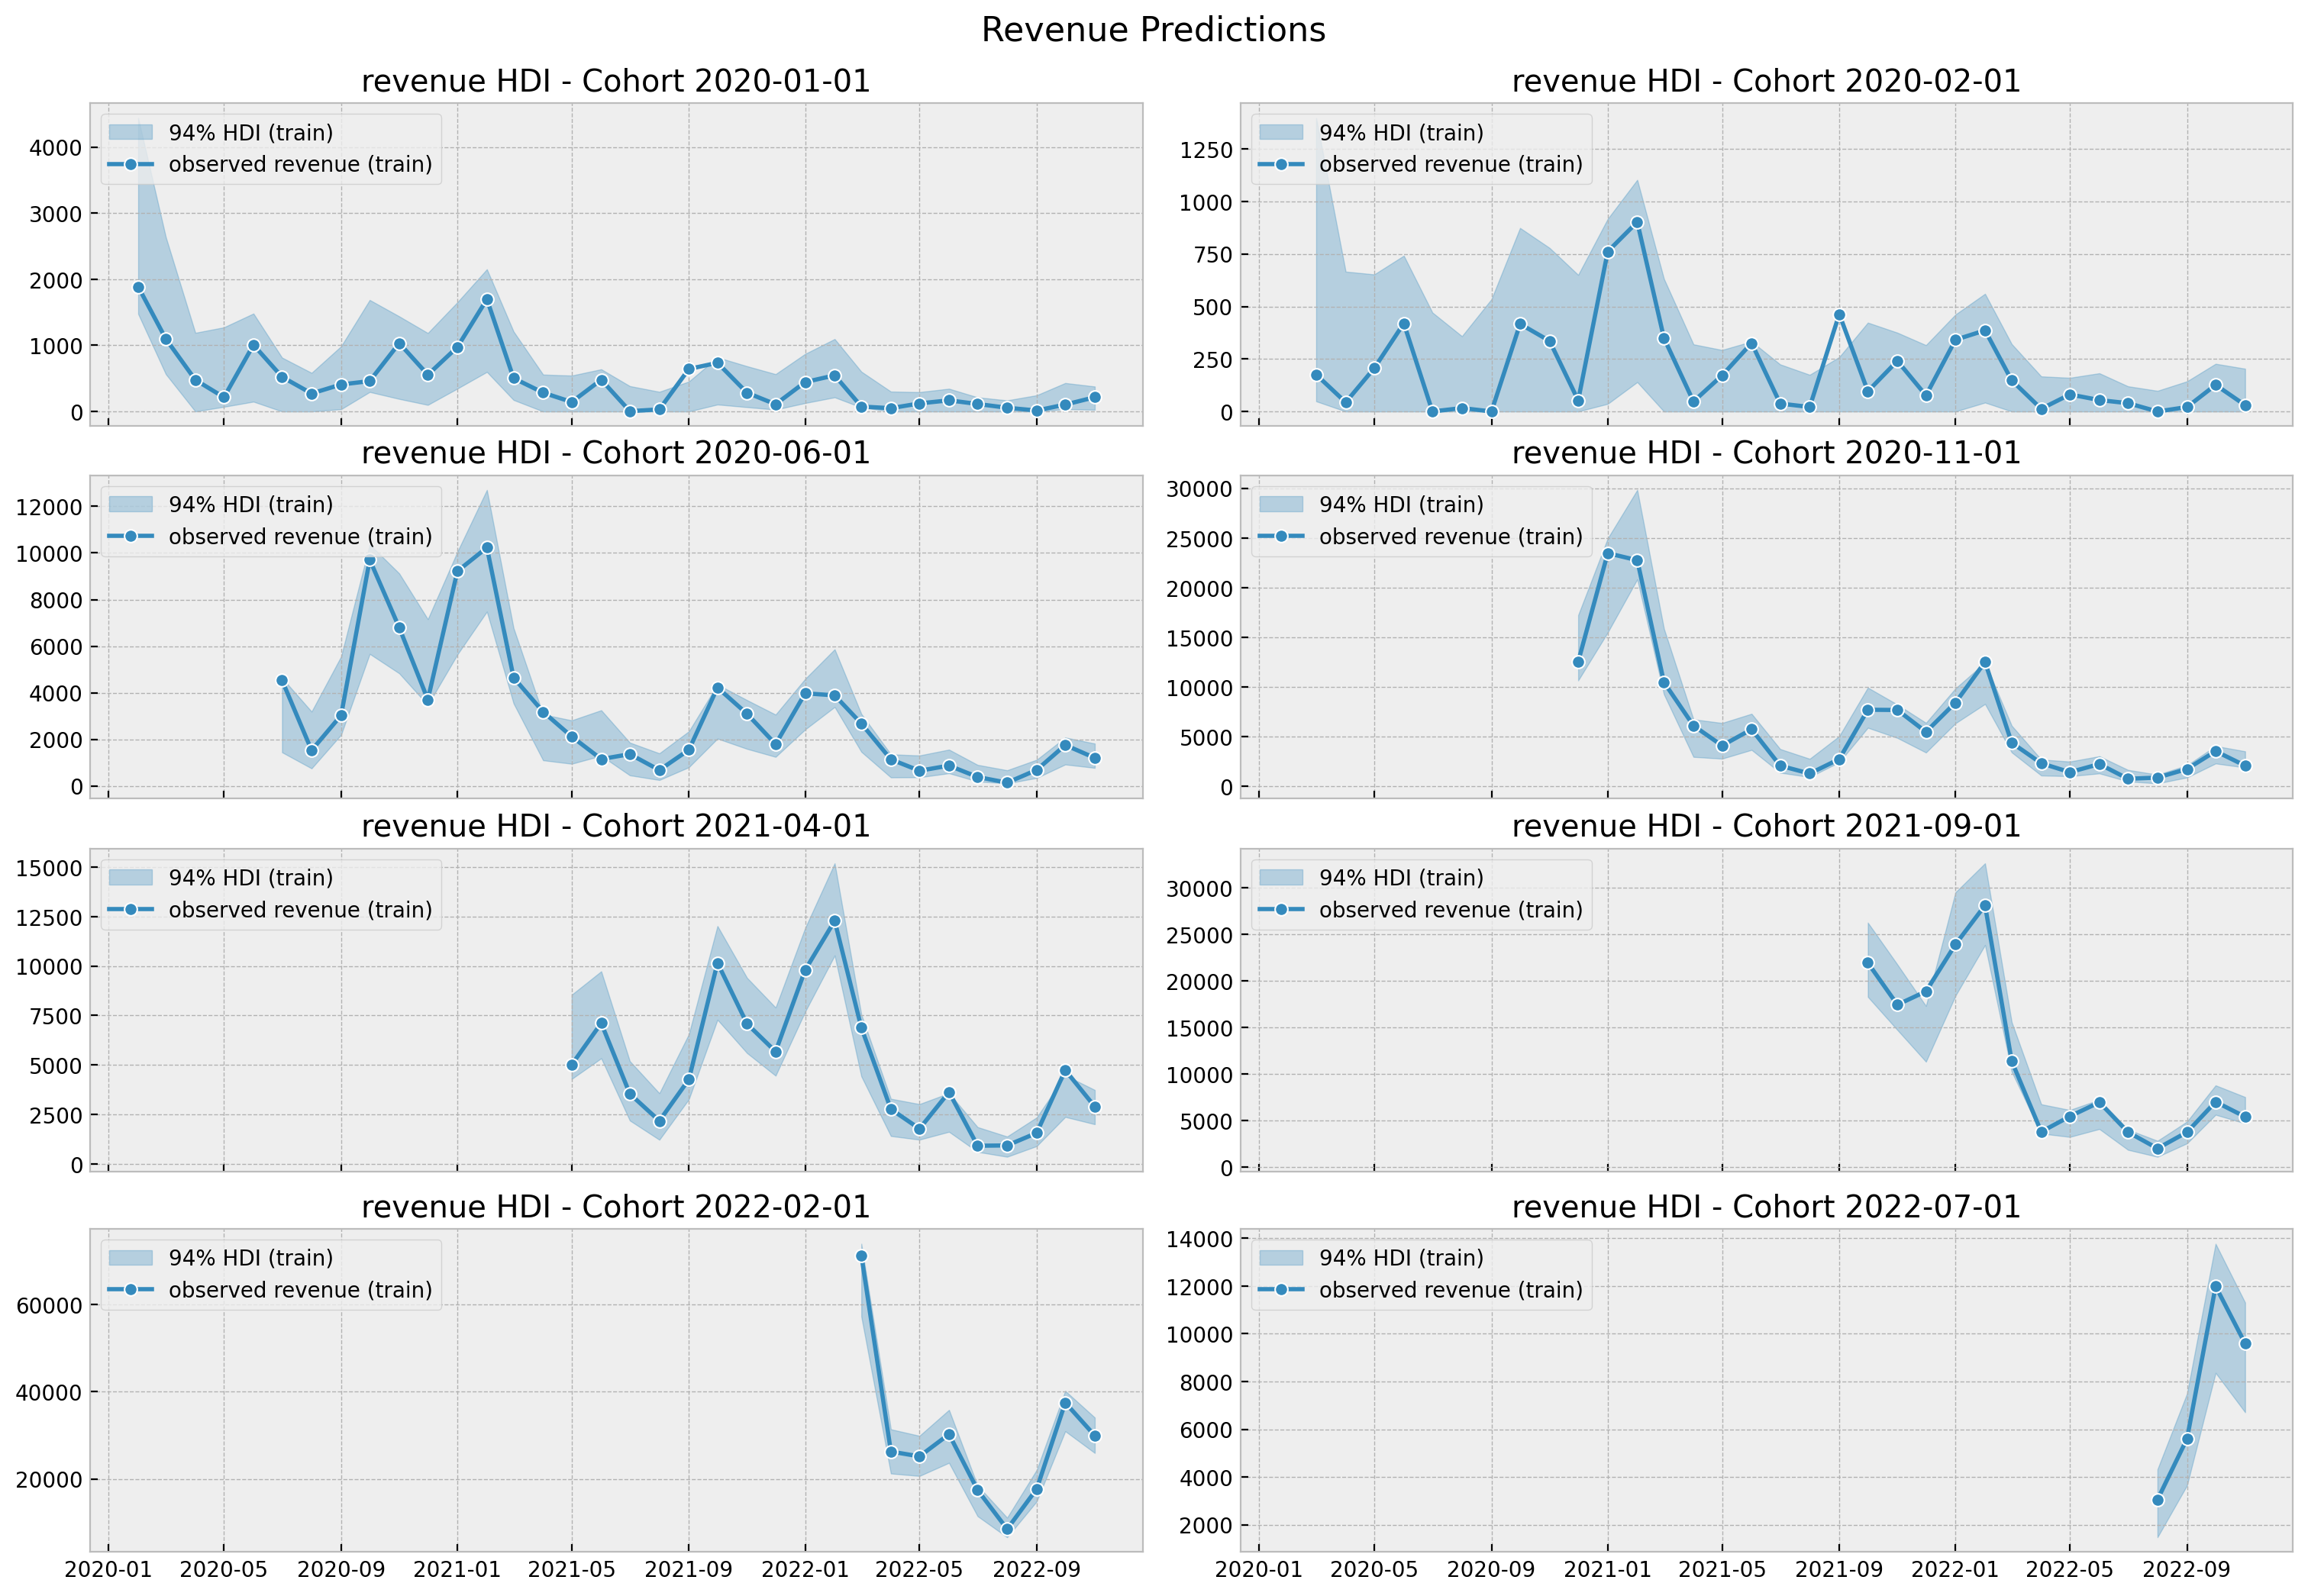 Revenue Predictions
revenue HDI - Cohort 2020-01-01
94% HDI (train)
observed revenue (train)
4000
3000
2000
1000
0
revenue HDI - Cohort 2020-02-01
94% HDI (train)
observed revenue (train)
1250
1000
750
500
250
0
revenue HDI - Cohort 2020-06-01
94% HDI (train)
observed revenue (train)
12000
10000
8000
6000
4000
2000
0
revenue HDI - Cohort 2020-11-01
94% HDI (train)
observed revenue (train)
30000
25000
20000
15000
10000
5000
0
revenue HDI - Cohort 2021-04-01
94% HDI (train)
observed revenue (train)
15000
12500
10000
7500
5000
2500
0
revenue HDI - Cohort 2021-09-01
94% HDI (train)
observed revenue (train)
30000
25000
20000
15000
10000
5000
0
revenue HDI - Cohort 2022-02-01
94% HDI (train)
observed revenue (train)
60000
40000
20000
2020-01 2020-05 2020-09 2021-01 2021-05 2021-09 2022-01 2022-05 2022-09
revenue HDI - Cohort 2022-07-01
94% HDI (train)
observed revenue (train)
14000
12000
10000
8000
6000
4000
2000
2020-01 2020-05 2020-09 2021-01 2021-05 2021-09 2022-01 2022-05 2022-09